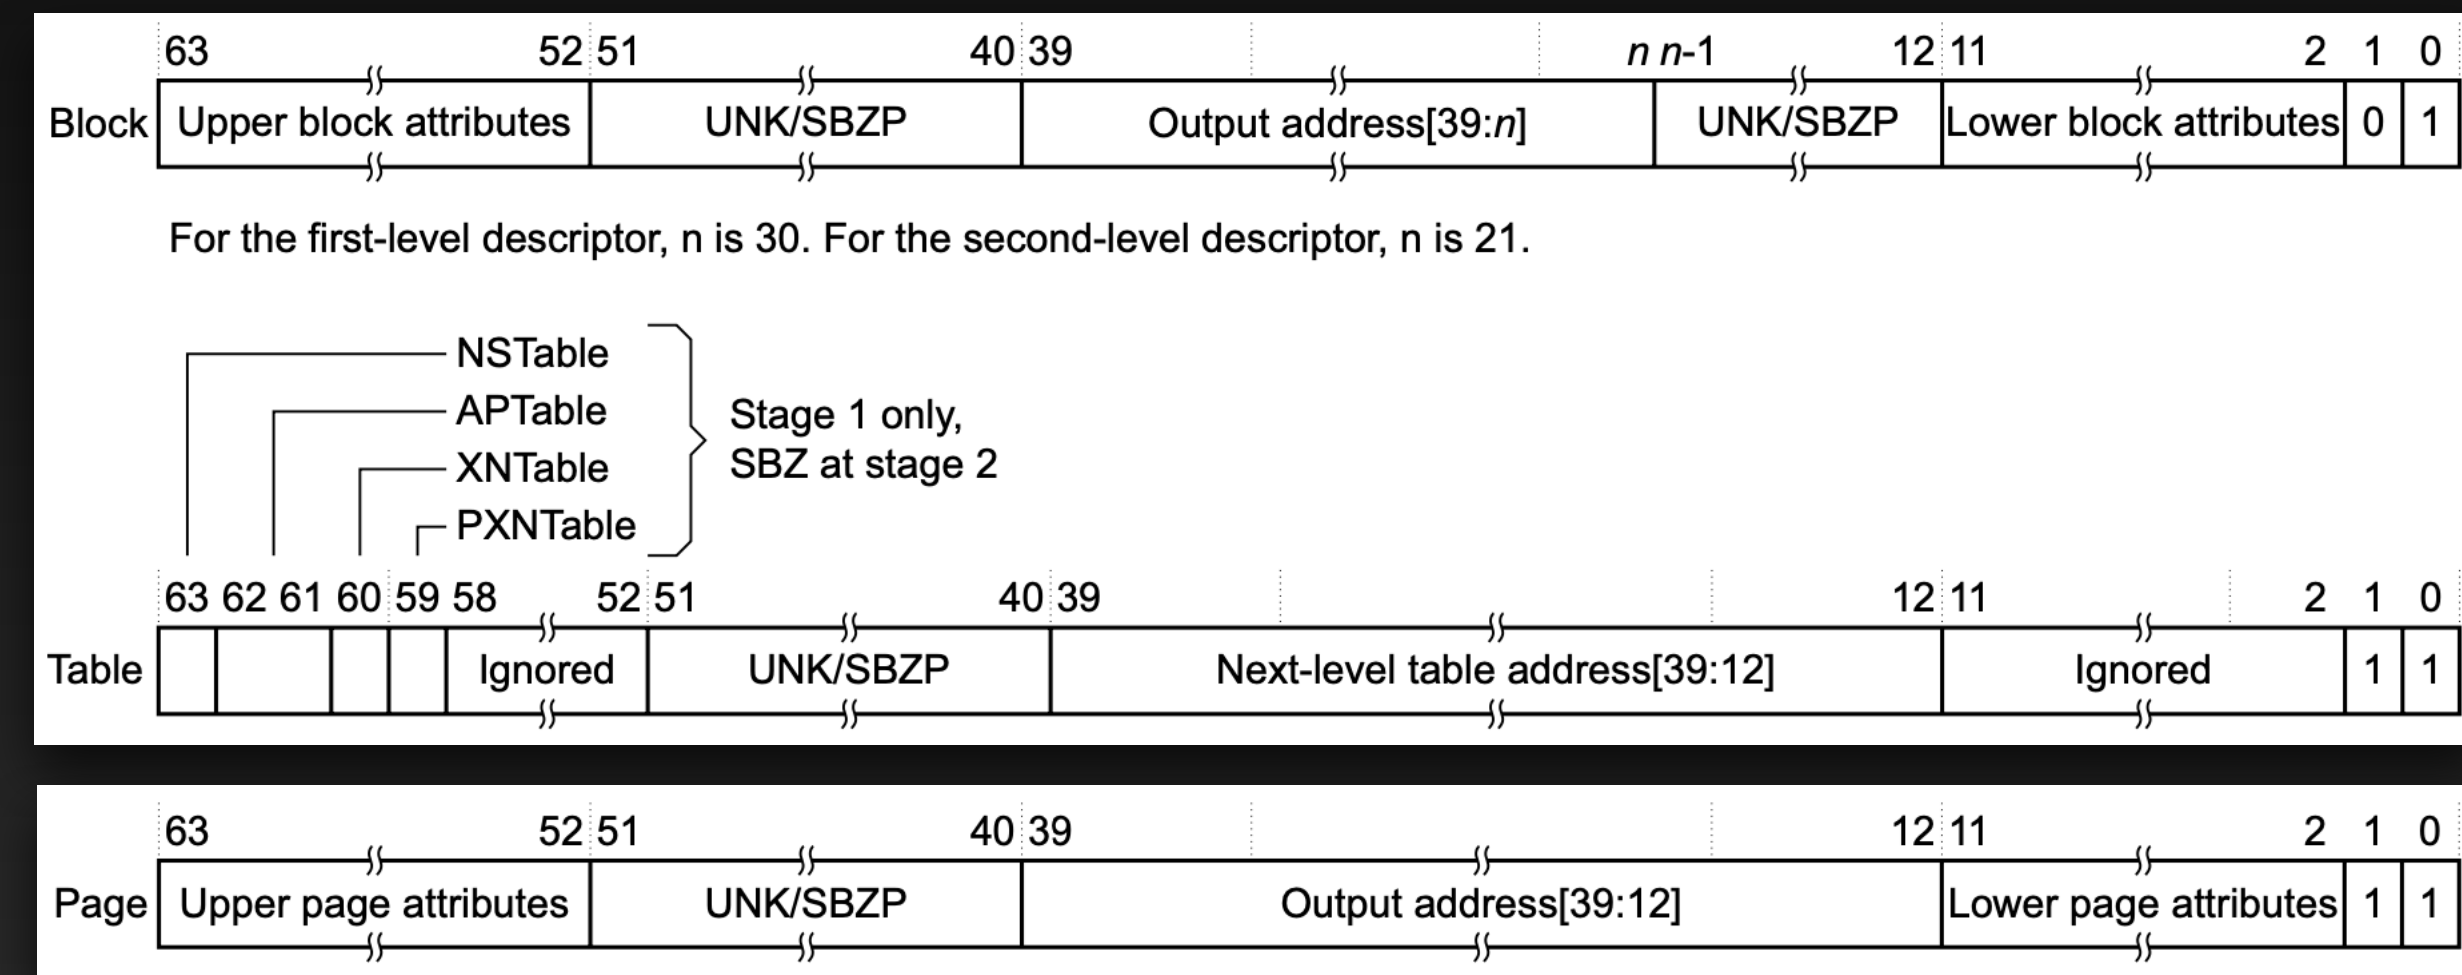 63 52 51 40 39 n n-1 12 11 2 1 0
Block Upper block attributes UNK/SBZP Output address[39:n] UNK/SBZP Lower block attributes 0 1
For the first-level descriptor, n is 30. For the second-level descriptor, n is 21.
NSTable
APTable
XNTable
PXNTable
Stage 1 only,
SBZ at stage 2
63 62 61 60 59 58 52 51 40 39 12 11 2 1 0
Table Ignored UNK/SBZP Next-level table address[39:12] Ignored 1 1
63 52 51 40 39 12 11 2 1 0
Page Upper page attributes UNK/SBZP Output address[39:12] Lower page attributes 1 1